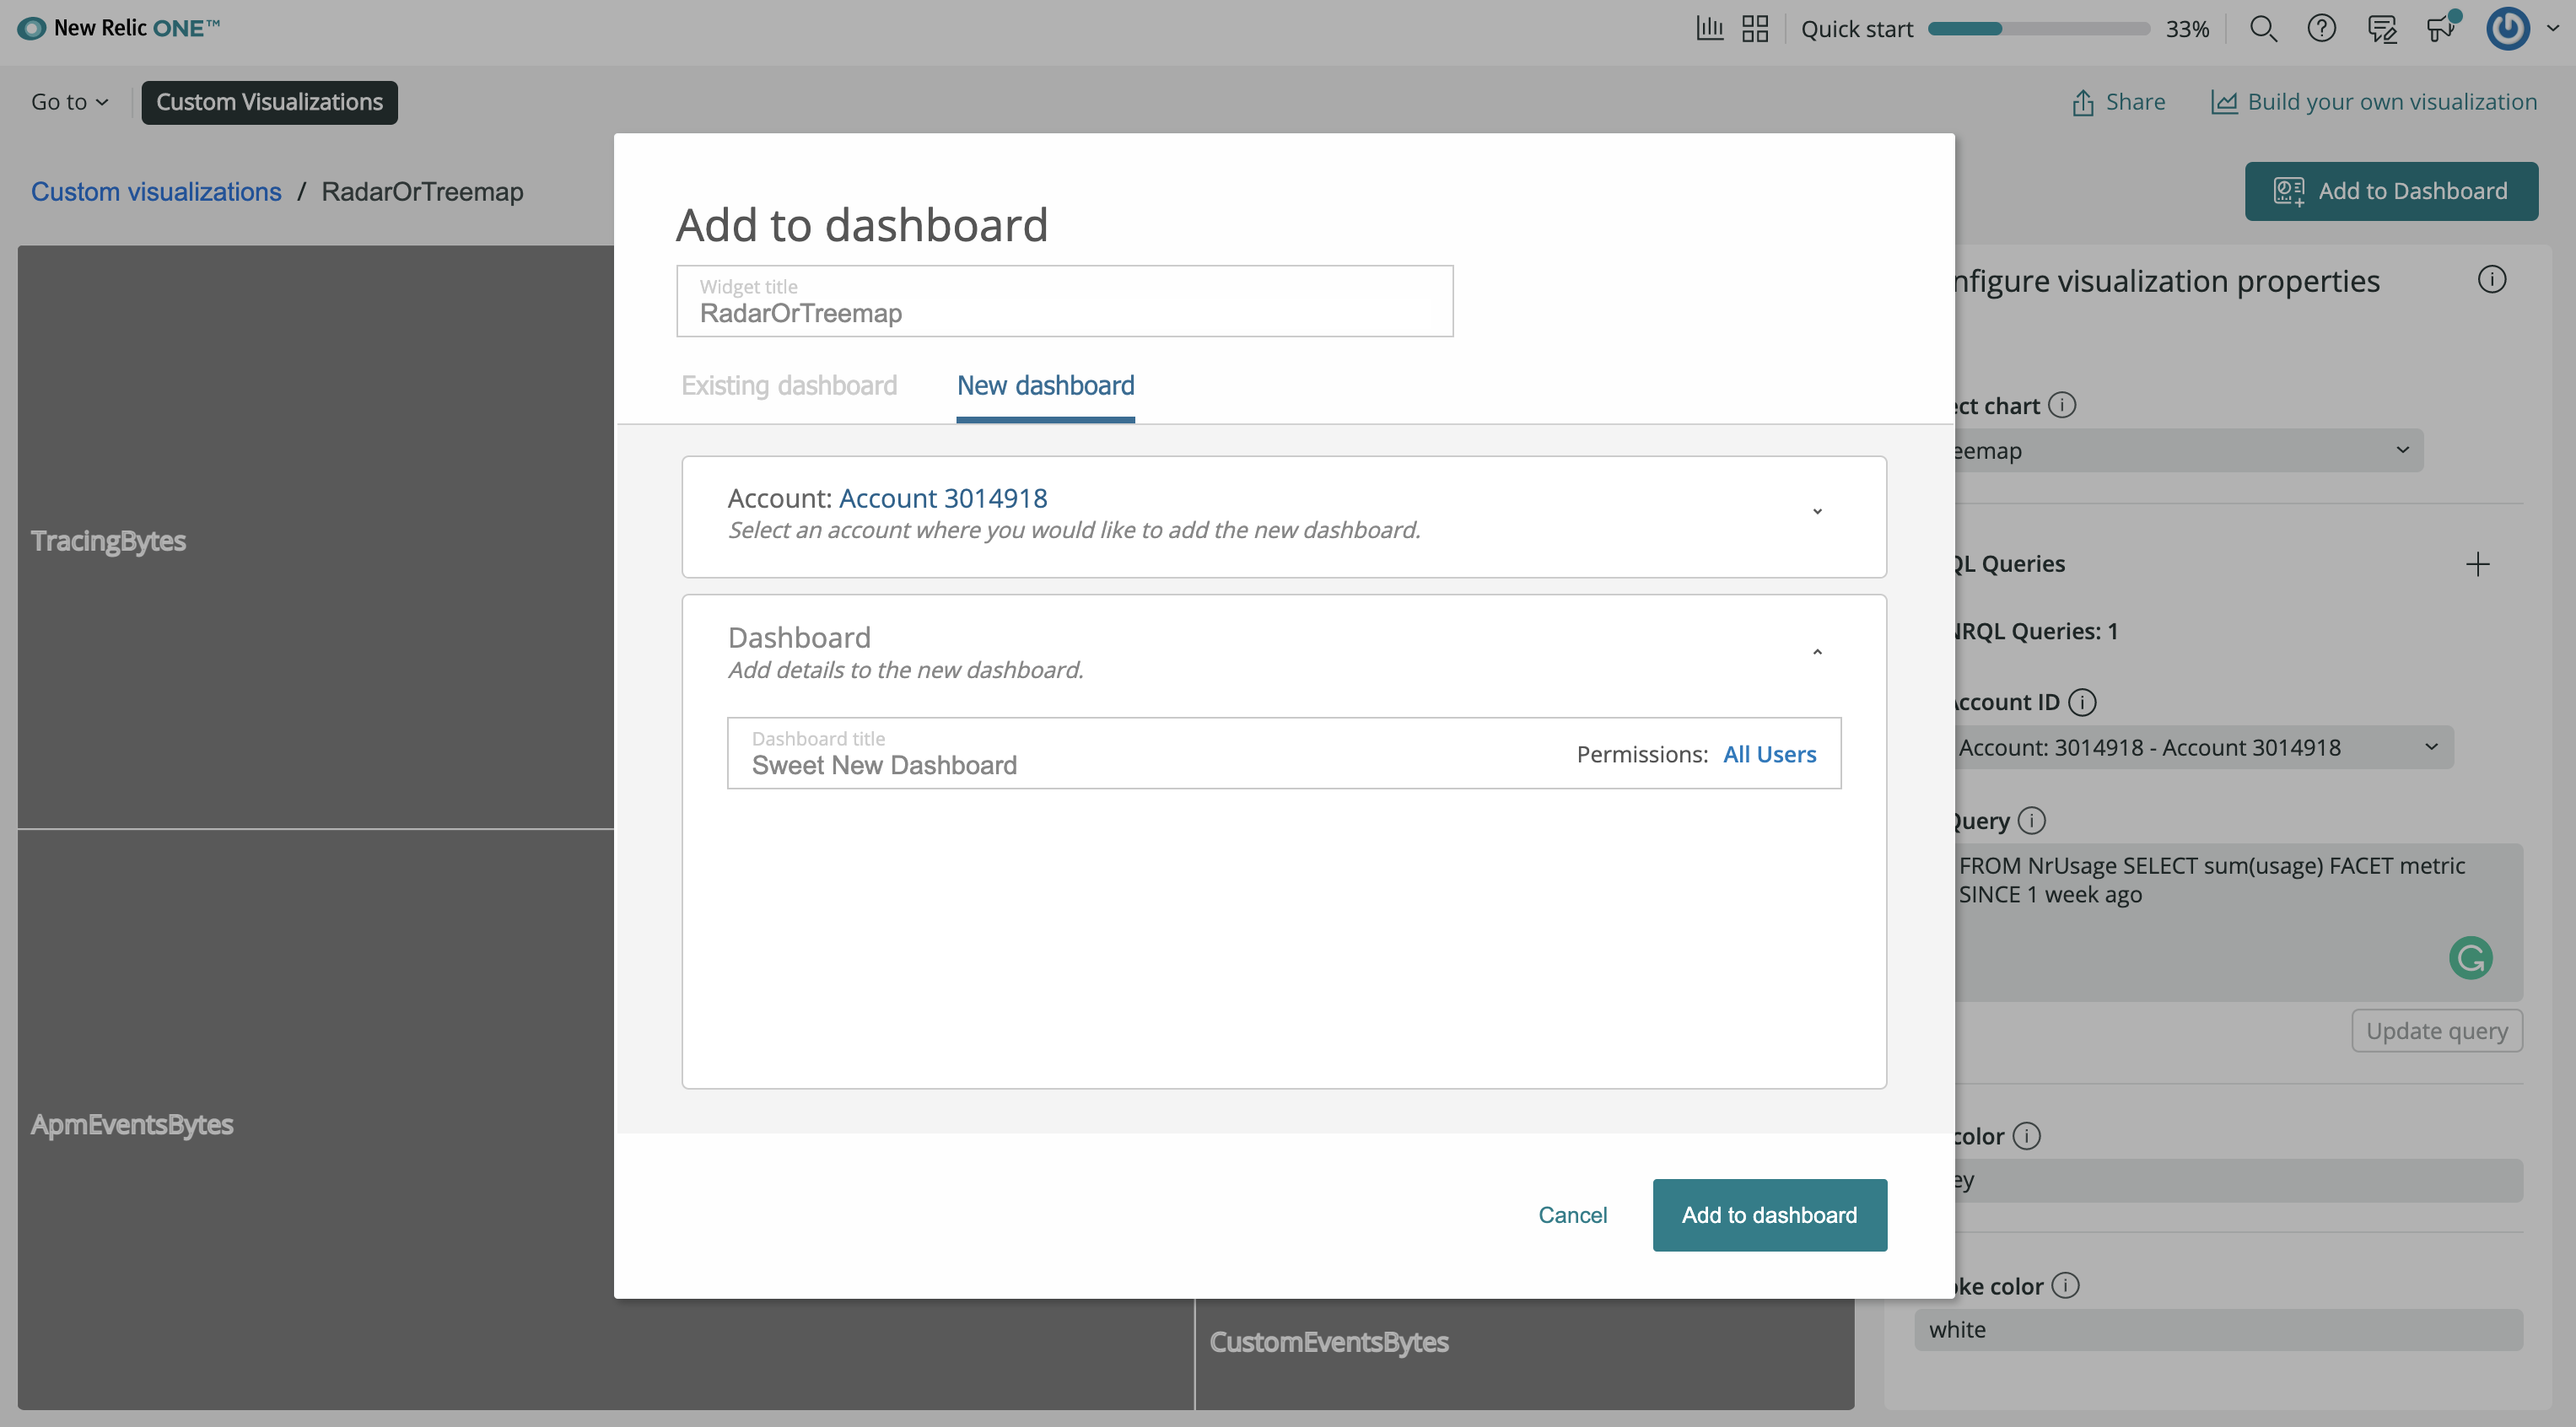 New Relic ONE™
Quick start 33%
Go to
Custom Visualizations
Share
Build your own visualization
Custom visualizations / RadarOrTreemap
Add to Dashboard
Add to dashboard
Widget title
RadarOrTreemap
Existing dashboard
New dashboard
Account: Account 3014918
Select an account where you would like to add the new dashboard.
Dashboard
Add details to the new dashboard.
Dashboard title
Sweet New Dashboard
Permissions: All Users
Cancel
Add to dashboard
TracingBytes
ApmEventsBytes
CustomEventsBytes
nfigure visualization properties
ect chart
eemap
QL Queries
NRQL Queries: 1
Account ID
Account: 3014918 - Account 3014918
Query
FROM NrUsage SELECT sum(usage) FACET metric
SINCE 1 week ago
Update query
color
ey
ke color
white